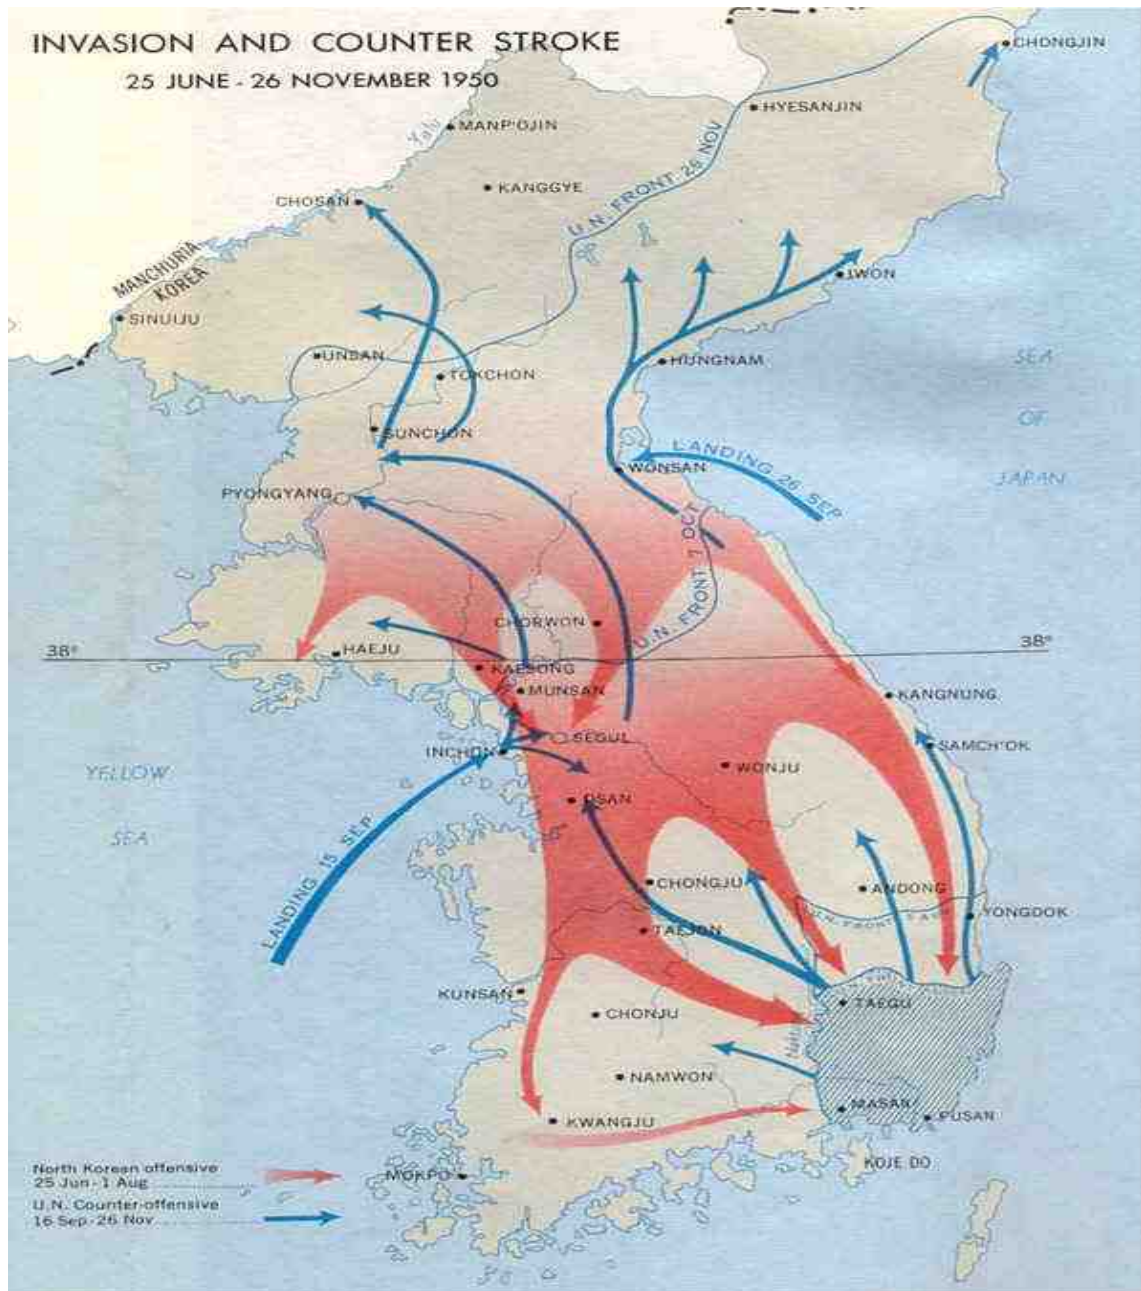 INVASION AND COUNTER STROKE
25 JUNE - 26 NOVEMBER 1950
CHONGJIN
HYESANJIN
Yalu
MANP'OJIN
KANGGYE
U.N. FRONT 26 NOV
CHOSAN
MANCHURIA
KOREA
IWON
SINUIJU
UNSAN
HUNGNAM
SEA
OF
JAPAN
TOKCHON
SUNCHON
LANDING 26 SEP
WONSAN
PYONGYANG
U.N. FRONT 7 OCT
CHORWON
38°
HAEJU
38°
KAESONG
MUNSAN
KANGNUNG
SEOUL
INCHON
SAMCH'OK
YELLOW
SEA
WONJU
OSAN
LANDING 15 SEP
CHONGJU
ANDONG
U.N. FRONT
YONGDOK
TAEJON
KUNSAN
TAEGU
CHONJU
NAMWON
MASAN
PUSAN
KWANGJU
KOJE DO
MOKPO
North Korean offensive
25 Jun-1 Aug
U.N. Counter-offensive
16 Sep-26 Nov